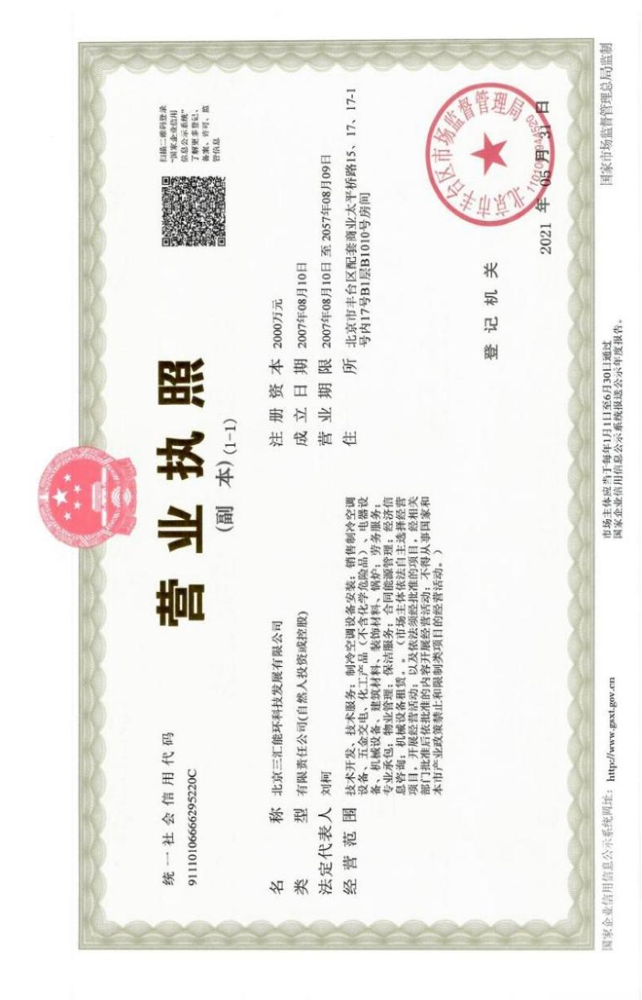 统一社会信用代码
91110106666295220C
营业执照
(副 本)(1-1)
扫描二维码登录
“国家企业信用
信息公示系统”
了解更多登记、
备案、许可、监
管信息
名 称 北京三汇能环科技发展有限公司
类 型 有限责任公司(自然人投资或控股)
法定代表人 刘柯
经营范围 技术开发、技术服务；制冷空调设备安装；销售制冷空调
设备、五金交电、化工产品（不含化学危险品）、电器设
备、机械设备、建筑材料、装饰材料、锅炉；劳务服务；
专业承包；物业管理；保洁服务；合同能源管理；经济信
息咨询；机械设备租赁。。（市场主体依法自主选择经营
项目，开展经营活动；以及依法须经批准的项目，经相关
部门批准后依批准的内容开展经营活动；不得从事国家和
本市产业政策禁止和限制类项目的经营活动。）
注册资本 2000万元
成立日期 2007年08月10日
营业期限 2007年08月10日 至 2057年08月09日
住 所 北京市丰台区配套商业太平桥路15、17、17-1
号内17号B1层B1010号房间
登记机关
北京市丰台区市场监督管理局
2021 年 05 月 31 日
国家企业信用信息公示系统网址： http://www.gsxt.gov.cn
市场主体应当于每年1月1日至6月30日通过
国家企业信用信息公示系统报送公示年度报告。
国家市场监督管理总局监制